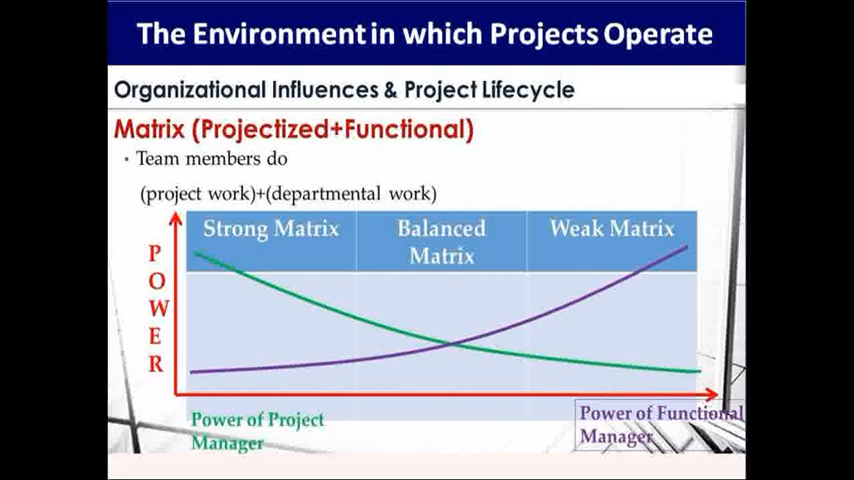 The Environment in which Projects Operate
Organizational Influences & Project Lifecycle
Matrix (Projectized+Functional)
• Team members do
(project work)+(departmental work)
Strong Matrix
Balanced
Matrix
Weak Matrix
P
O
W
E
R
Power of Project
Manager
Power of Functional
Manager